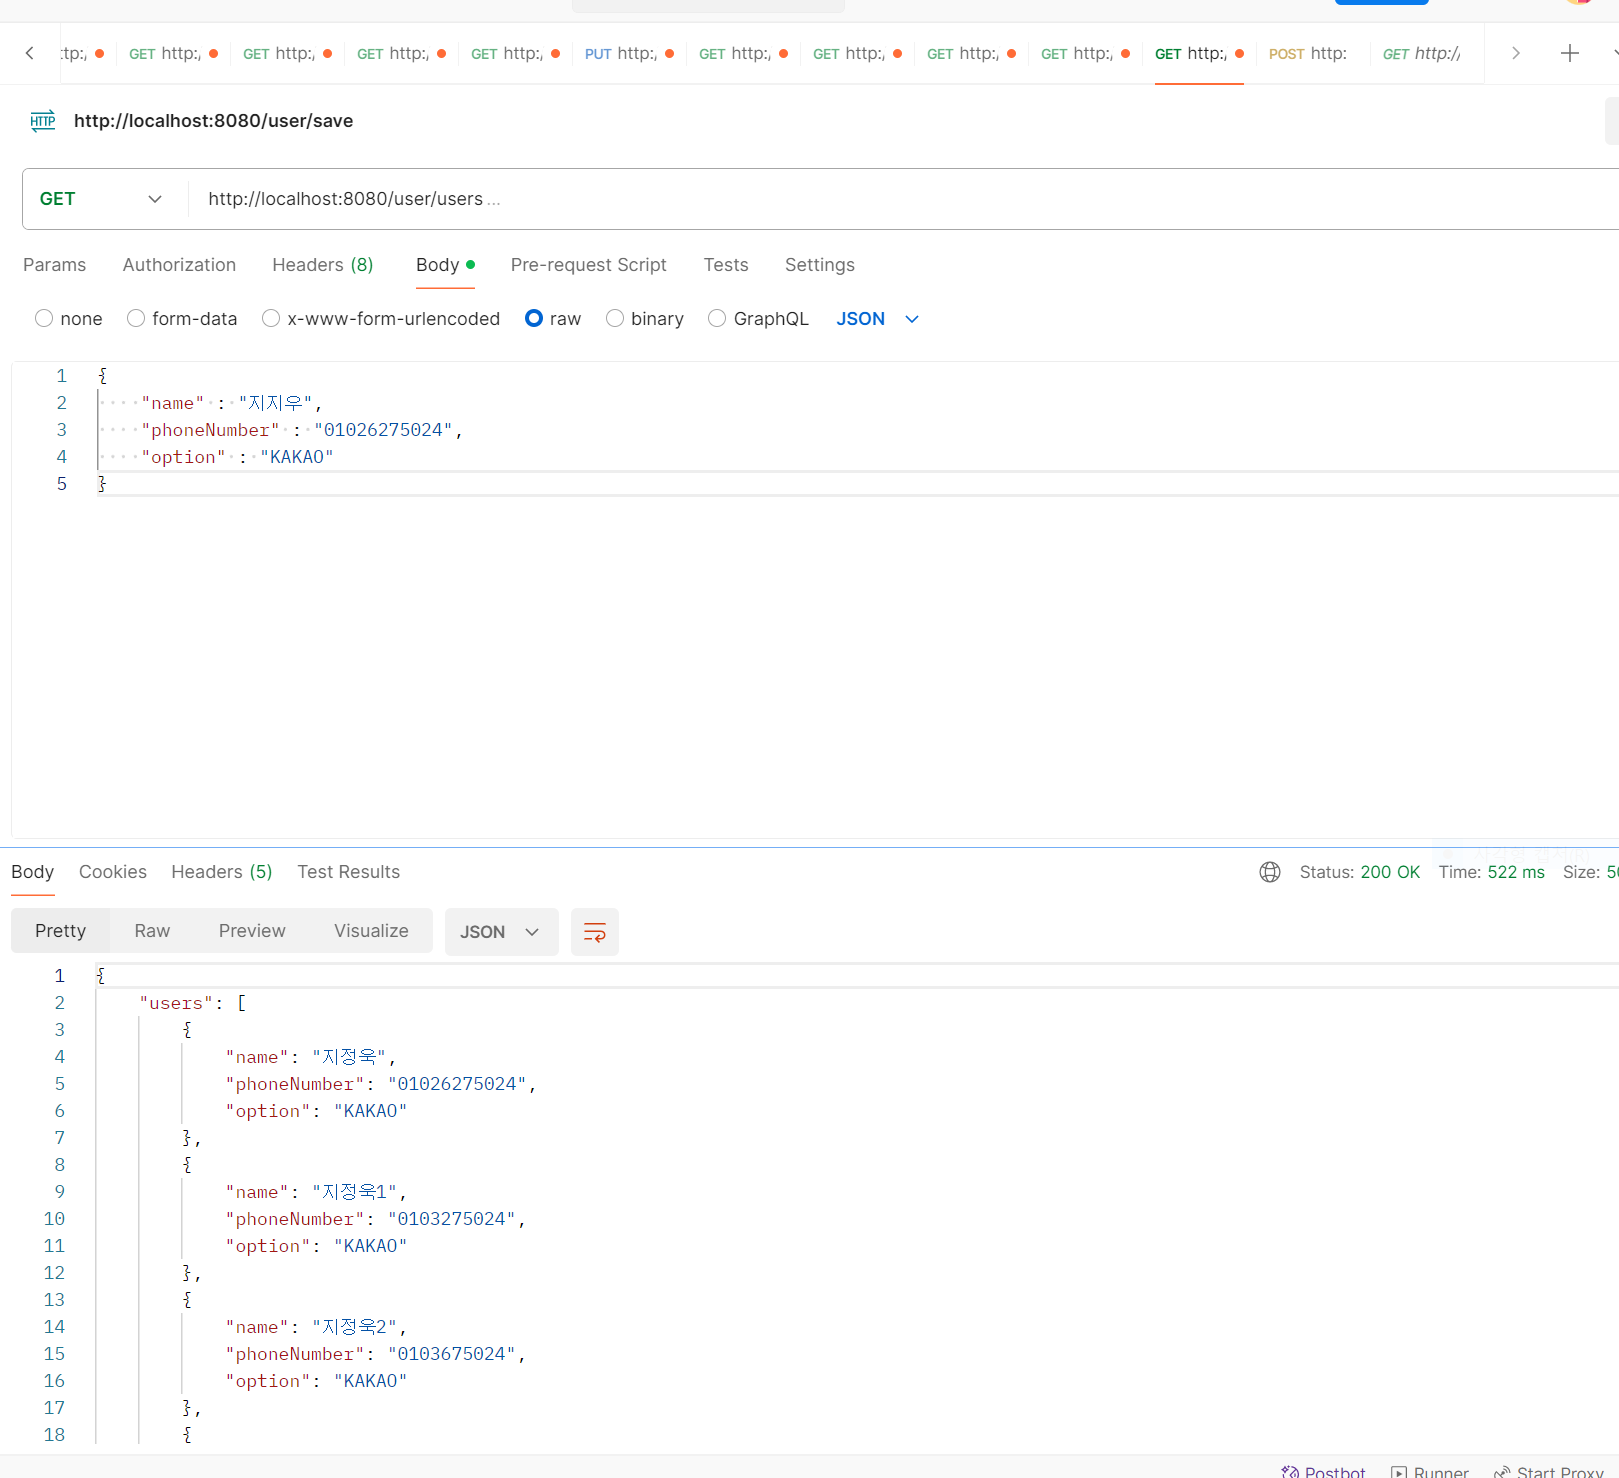 tp:/ GET http:/ GET http:/ GET http:/ GET http:/ PUT http:/ GET http:/ GET http:/ GET http:/ GET http:/ GET http:/ POST http: GET http://
HTTP http://localhost:8080/user/save
GET http://localhost:8080/user/users ...
Params Authorization Headers (8) Body Pre-request Script Tests Settings
none form-data x-www-form-urlencoded raw binary GraphQL JSON
1 {
2 "name" : "지지우",
3 "phoneNumber" : "01026275024",
4 "option" : "KAKAO"
5 }
Body Cookies Headers (5) Test Results Status: 200 OK Time: 522 ms Size: 5
Pretty Raw Preview Visualize JSON
1 {
2 "users": [
3 {
4 "name": "지정욱",
5 "phoneNumber": "01026275024",
6 "option": "KAKAO"
7 },
8 {
9 "name": "지정욱1",
10 "phoneNumber": "0103275024",
11 "option": "KAKAO"
12 },
13 {
14 "name": "지정욱2",
15 "phoneNumber": "0103675024",
16 "option": "KAKAO"
17 },
18 {
Postbot Runner Start Proxy